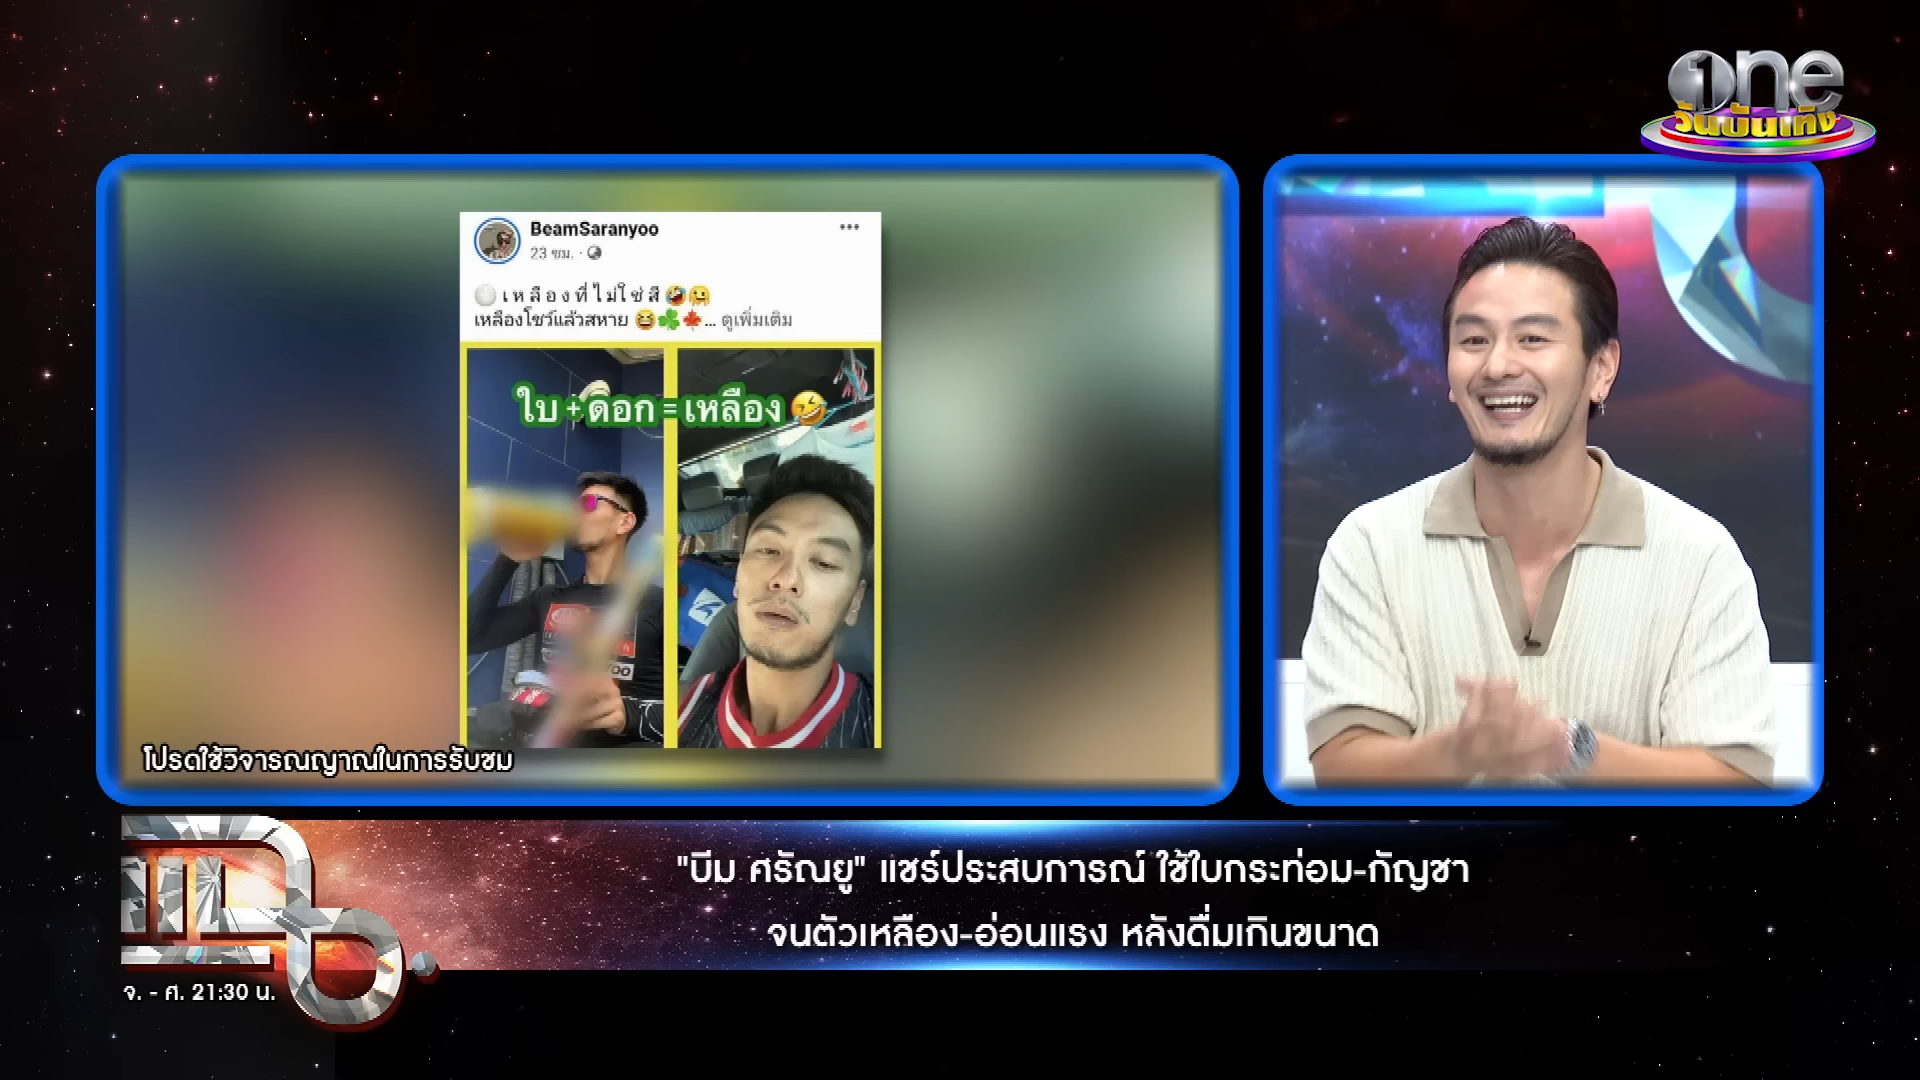 one
วันบันเทิง
BeamSaranyoo
23 ชม. ·
เ ห ลื อ ง ที่ ไ ม่ ใ ช่ สี 🤣🫠
เหลืองโชว์แล้วสหาย 😆☘️🍁... ดูเพิ่มเติม
ใบ+ดอก=เหลือง🤣
โปรดใช้วิจารณญาณในการรับชม
"บีม ศรัณยู" แชร์ประสบการณ์ ใช้ใบกระท่อม-กัญชา
จนตัวเหลือง-อ่อนแรง หลังดื่มเกินขนาด
แฉ.
จ. - ศ. 21:30 น.